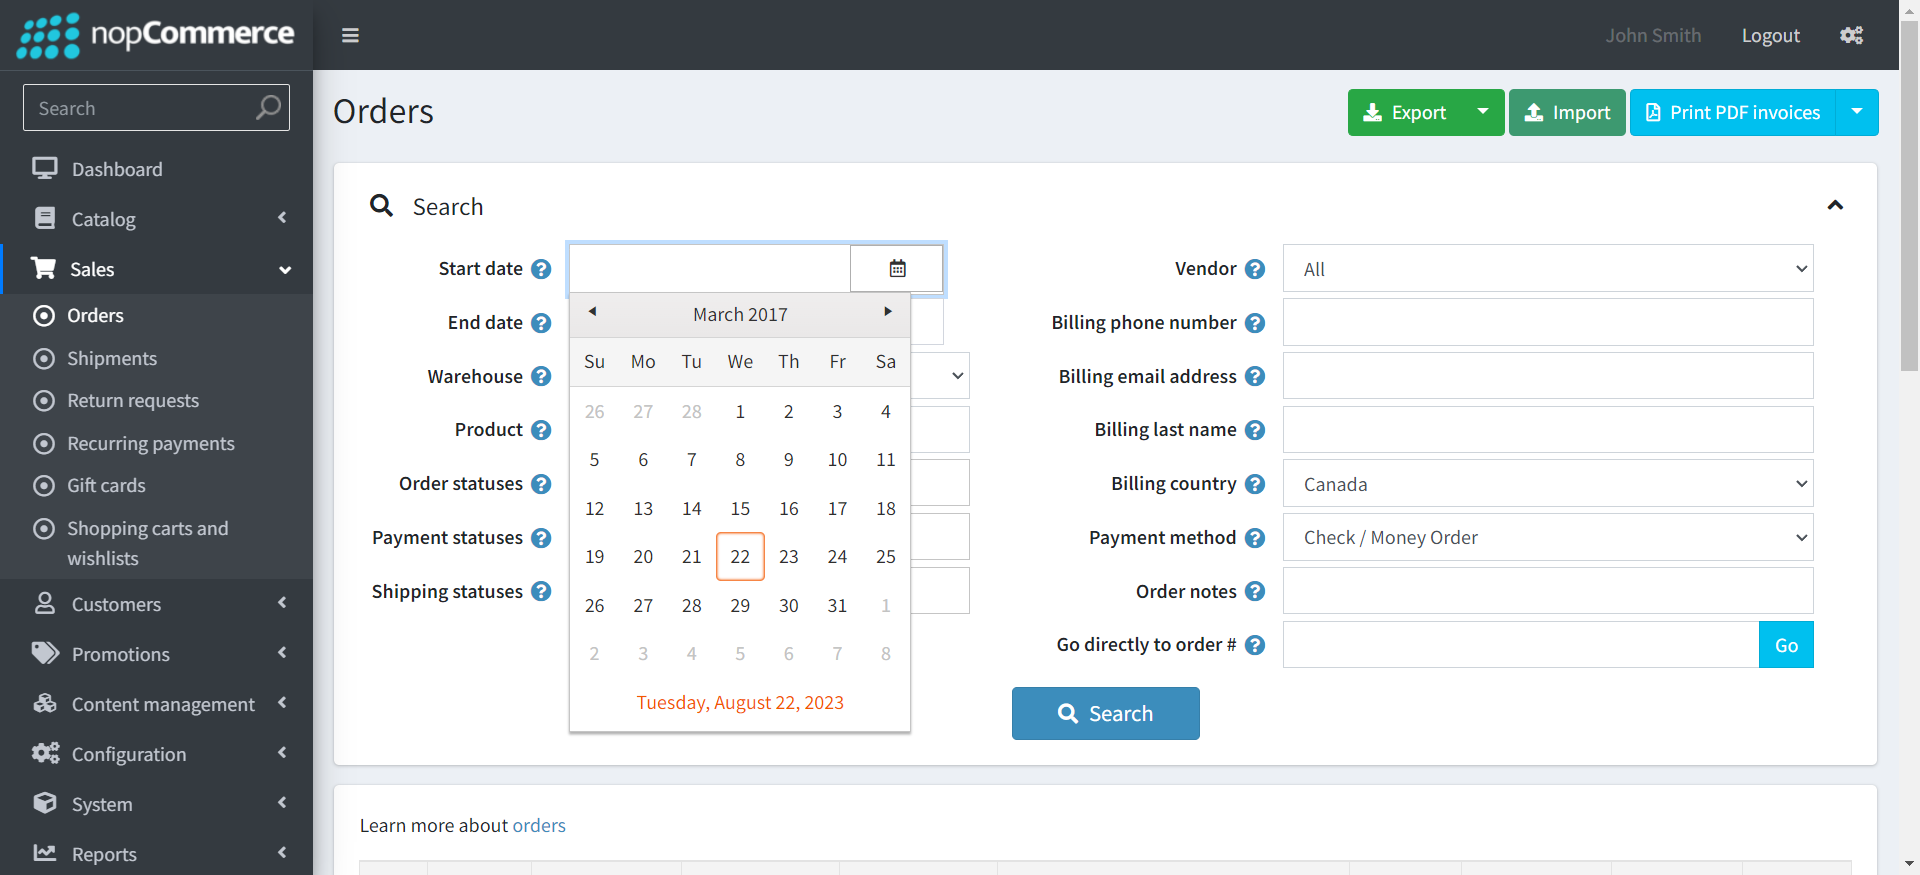 nopCommerce
John Smith
Logout
Search
Orders
Export
Import
Print PDF invoices
Dashboard
Catalog
Sales
Orders
Shipments
Return requests
Recurring payments
Gift cards
Shopping carts and
wishlists
Customers
Promotions
Content management
Configuration
System
Reports
Search
Start date
End date
Warehouse
Product
Order statuses
Payment statuses
Shipping statuses
March 2017
Su Mo Tu We Th Fr Sa
26 27 28 1 2 3 4
5 6 7 8 9 10 11
12 13 14 15 16 17 18
19 20 21 22 23 24 25
26 27 28 29 30 31 1
2 3 4 5 6 7 8
Tuesday, August 22, 2023
Vendor All
Billing phone number
Billing email address
Billing last name
Billing country Canada
Payment method Check / Money Order
Order notes
Go directly to order # Go
Search
Learn more about orders